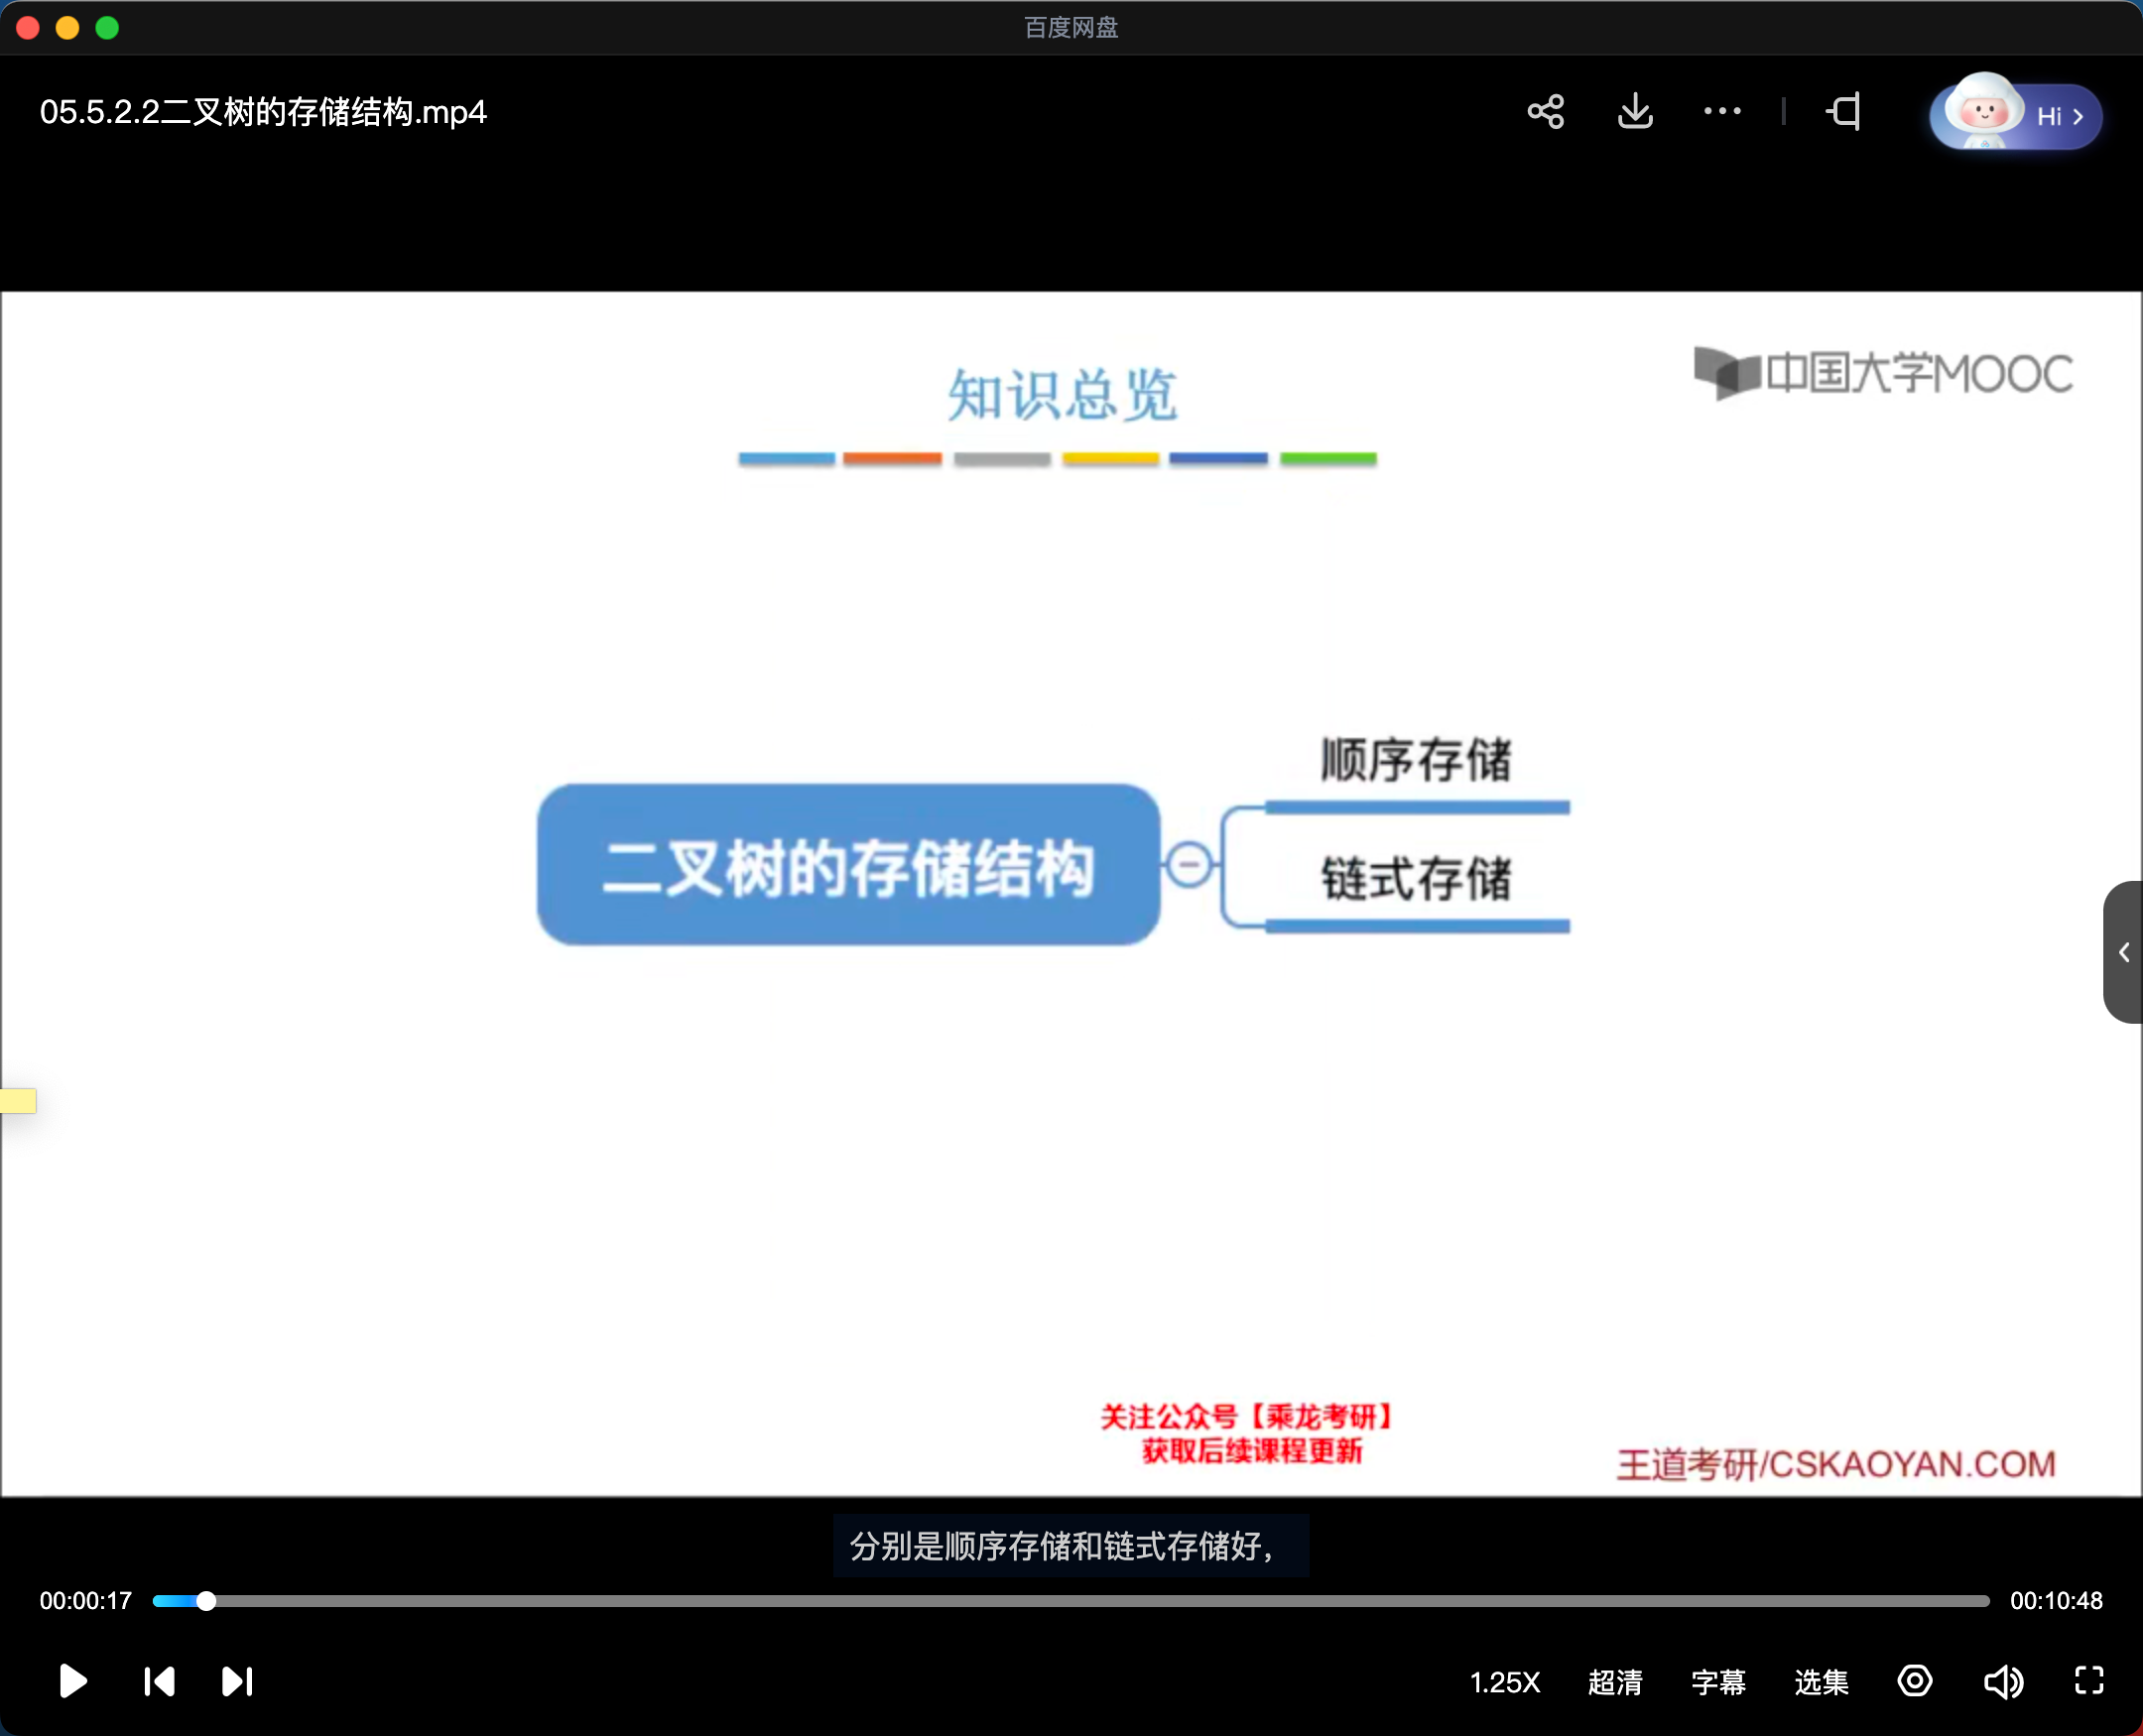 百度网盘
05.5.2.2二叉树的存储结构.mp4
Hi
知识总览
中国大学MOOC
顺序存储
二叉树的存储结构
链式存储
关注公众号【乘龙考研】
获取后续课程更新
王道考研/CSKAOYAN.COM
分别是顺序存储和链式存储好，
00:00:17
00:10:48
1.25X
超清
字幕
选集